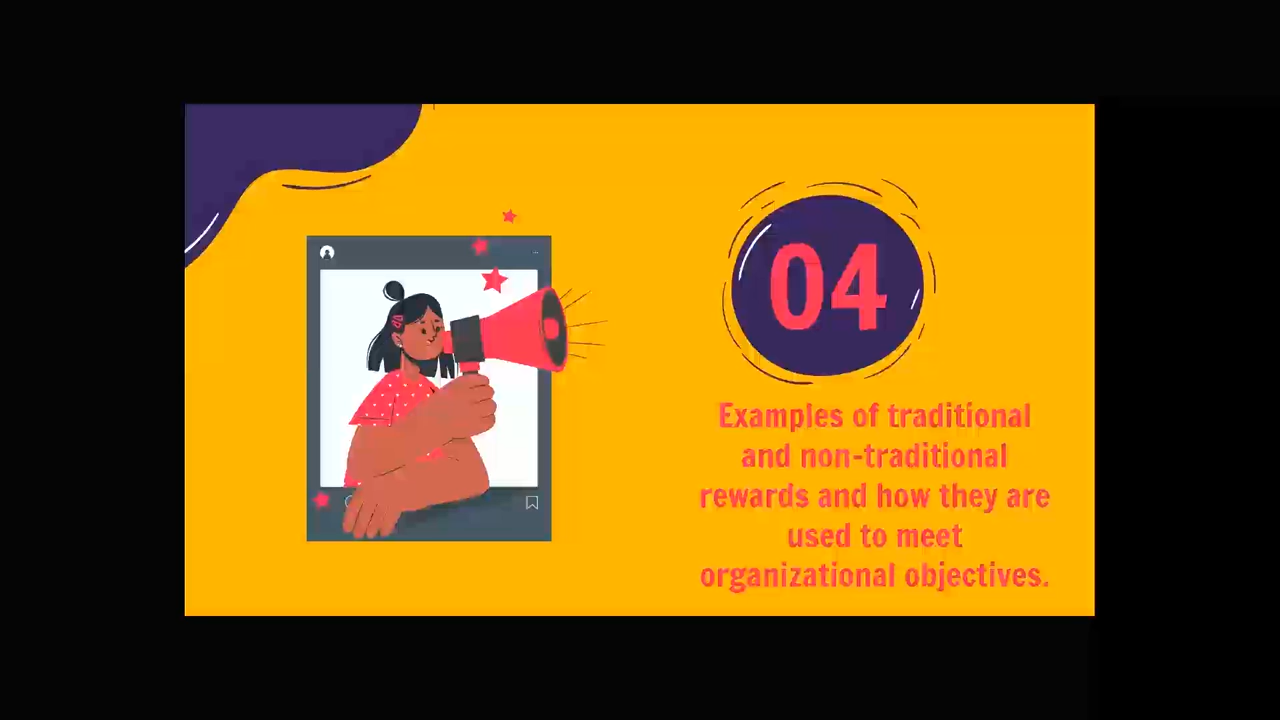 04
Examples of traditional
and non-traditional
rewards and how they are
used to meet
organizational objectives.